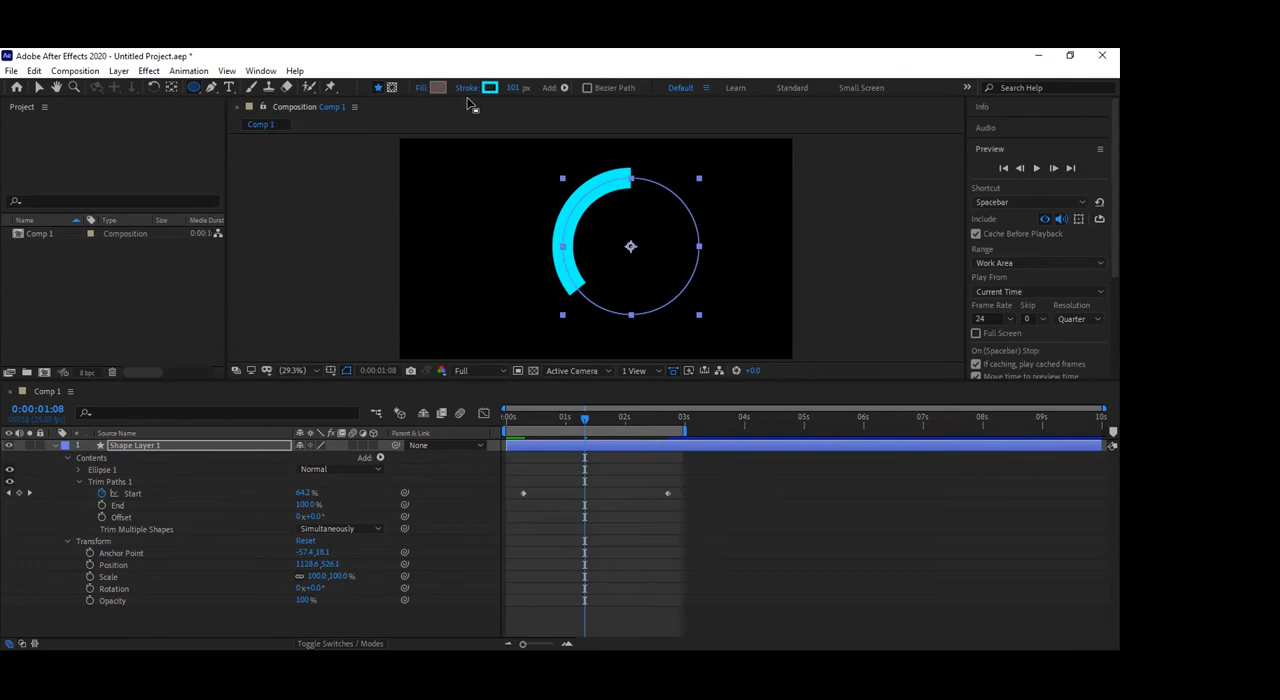 Ae Adobe After Effects 2020 - Untitled Project.aep *
File Edit Composition Layer Effect Animation View Window Help
Fill: Stroke 101 px Add: Bezier Path Default Learn Standard Small Screen Search Help
Project
Composition Comp 1
Info
Comp 1
Audio
Preview
Shortcut
Spacebar
Include:
Name Type Size Media Durat
Comp 1 Composition 0:00:1
Cache Before Playback
Range
Work Area
Play From
Current Time
Frame Rate Skip Resolution
24 0 Quarter
Full Screen
On (Spacebar) Stop:
If caching, play cached frames
Move time to preview time
8 bpc (29.3%) 0:00:01:08 Full Active Camera 1 View +0.0
Comp 1
0:00:01:08
:00s 01s 02s 03s 04s 05s 06s 07s 08s 09s 10s
# Source Name Parent & Link
1 Shape Layer 1 None
Contents Add:
Ellipse 1 Normal
Trim Paths 1
Start 64.2 %
End 100.0 %
Offset 0 x+0.0°
Trim Multiple Shapes Simultaneously
Transform Reset
Anchor Point -57.4,18.1
Position 1128.6,526.1
Scale 100.0,100.0 %
Rotation 0 x+0.0°
Opacity 100 %
Toggle Switches / Modes